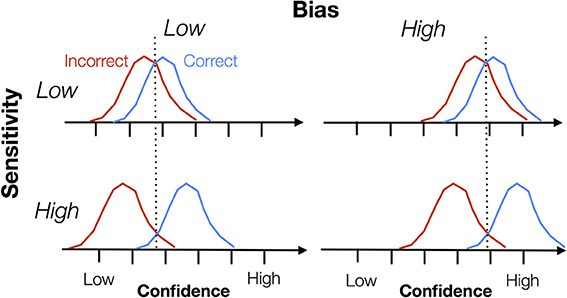 Bias
Low
High
Incorrect
Correct
Low
Sensitivity
High
Low
High
Low
High
Confidence
Confidence